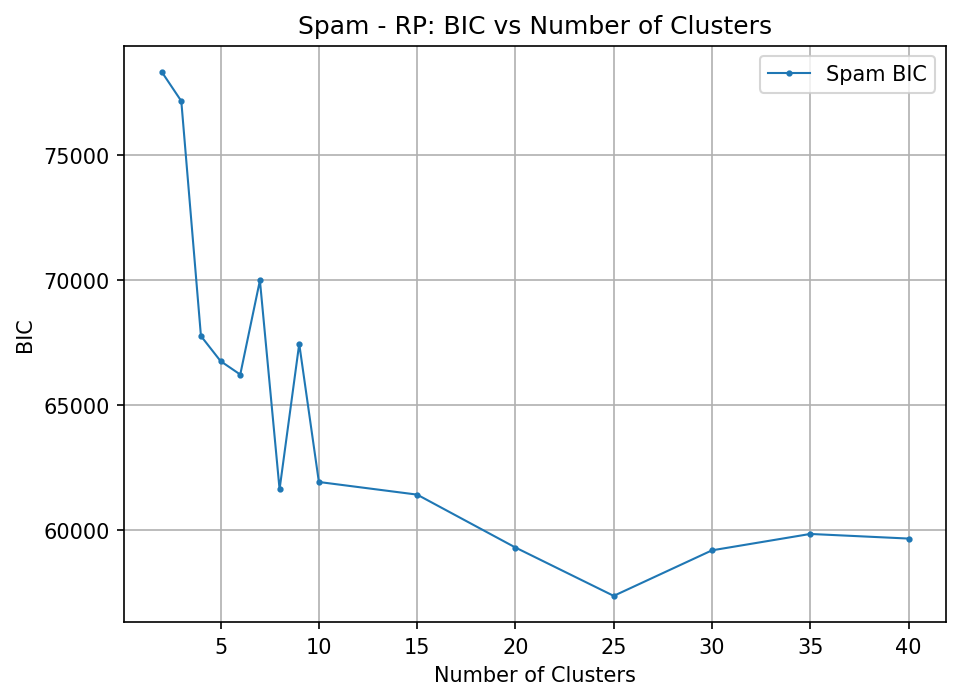 Spam - RP: BIC vs Number of Clusters
Spam BIC
75000
70000
65000
60000
BIC
5 10 15 20 25 30 35 40
Number of Clusters